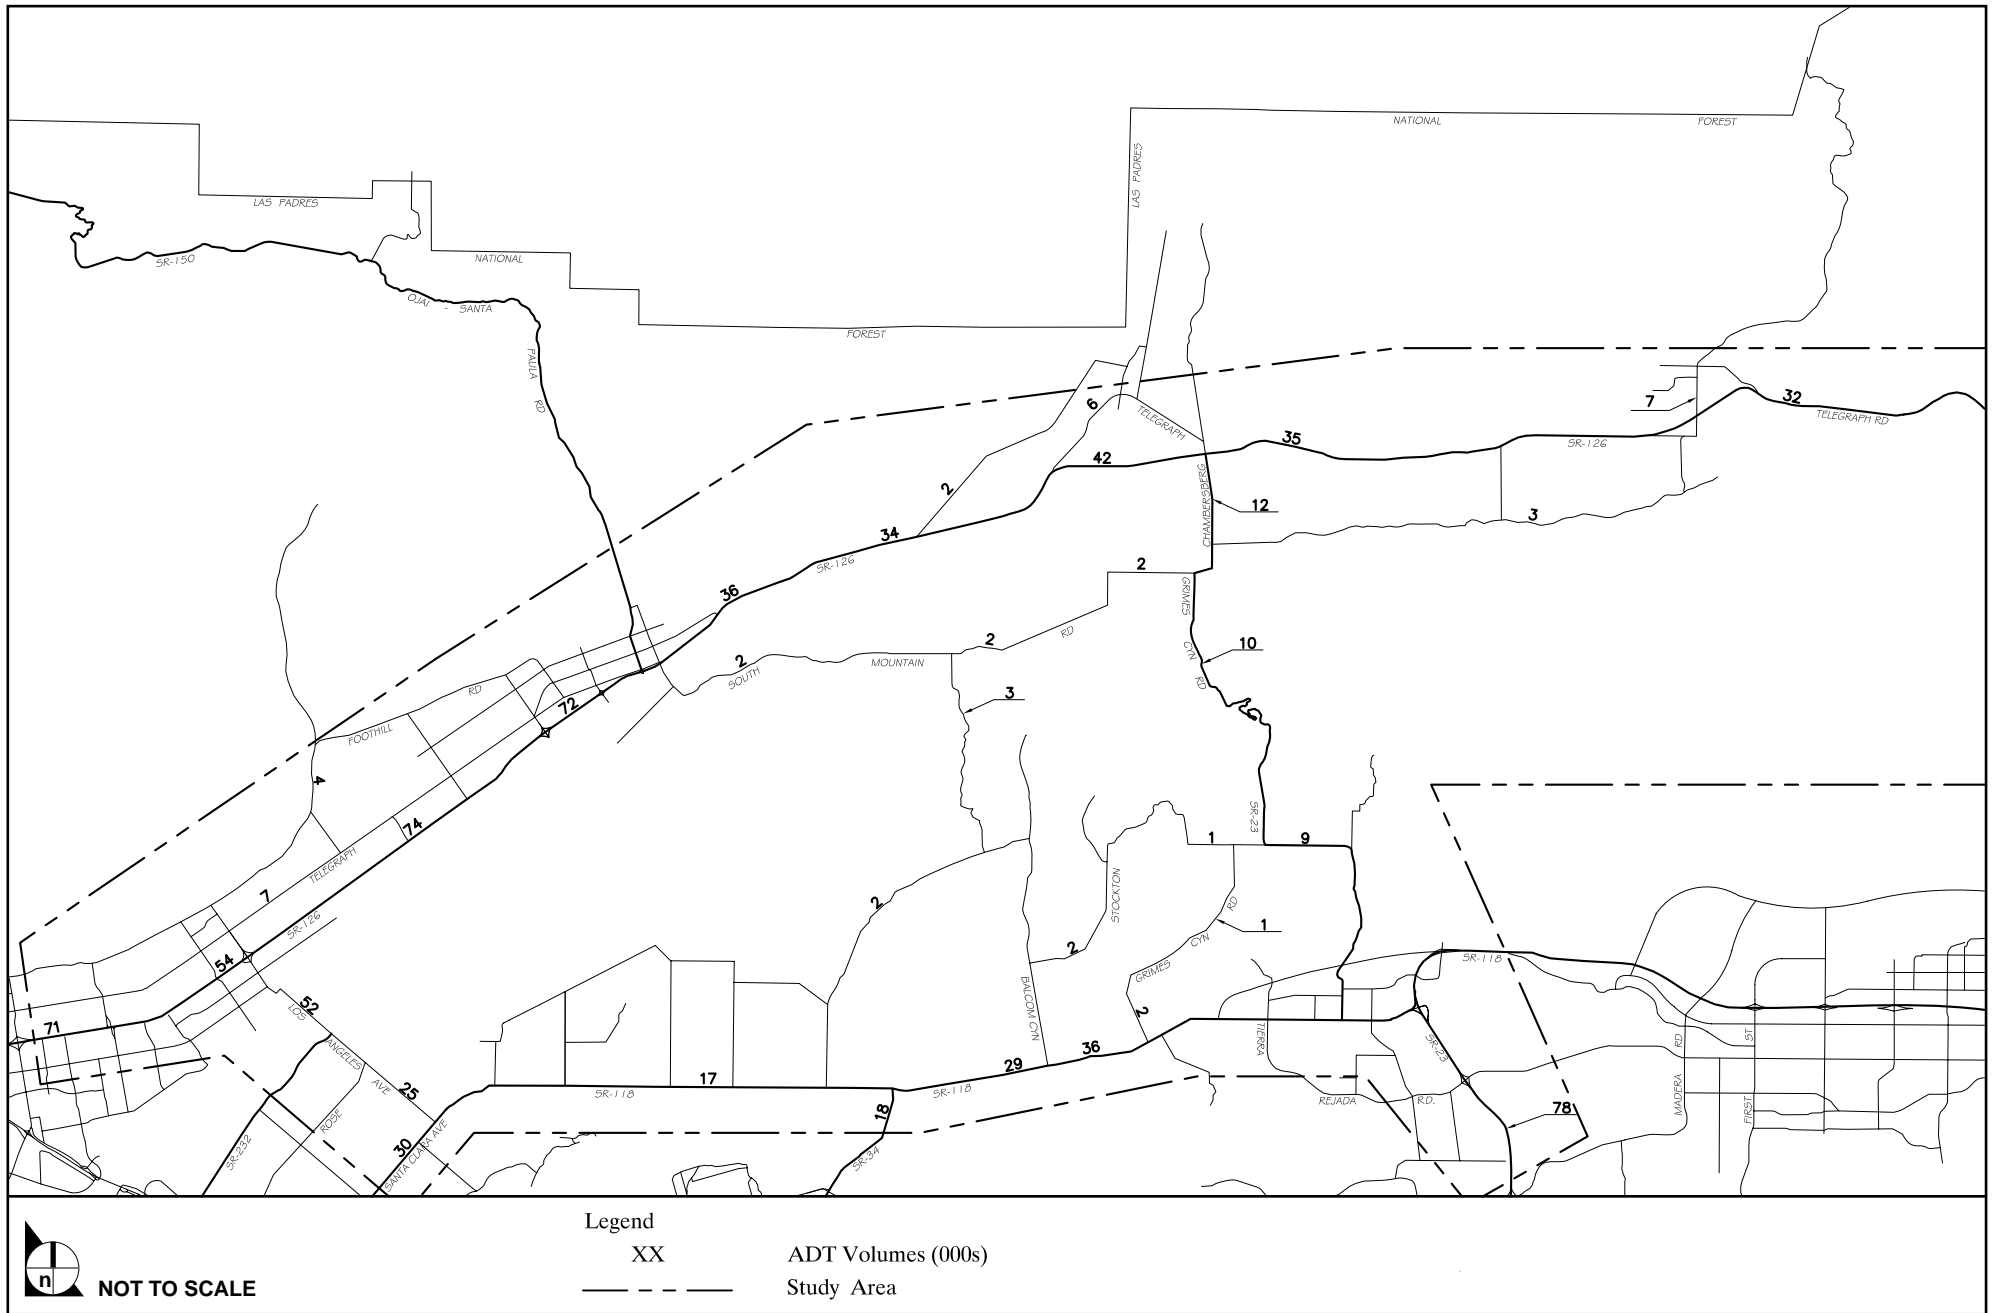 NATIONAL
FOREST
LAS PADRES
LAS PADRES
NATIONAL
SR-150
OJAI - SANTA
FOREST
PAULA
RD
6
TELEGRAPH
7
32
TELEGRAPH RD
35
SR-126
42
2
CHAMBERSBERG
12
3
34
SR-126
36
2
GRIMES
CYN
RD
10
2
RD
2
SOUTH
MOUNTAIN
3
72
RD
FOOTHILL
4
74
TELEGRAPH
7
SR-126
54
SR-23
1
9
2
STOCKTON
2
RD
1
CYN
GRIMES
2
SR-118
71
52
LOS
ANGELES
AVE
25
BALCOM CYN
36
29
TIERRA
SR-23
RD
ST
17
SR-118
SR-118
REJADA
RD.
MADERA
FIRST
78
ROSE
SR-232
30
SANTA CLARA AVE
18
SR-34
Legend
XX
ADT Volumes (000s)
n
NOT TO SCALE
Study Area